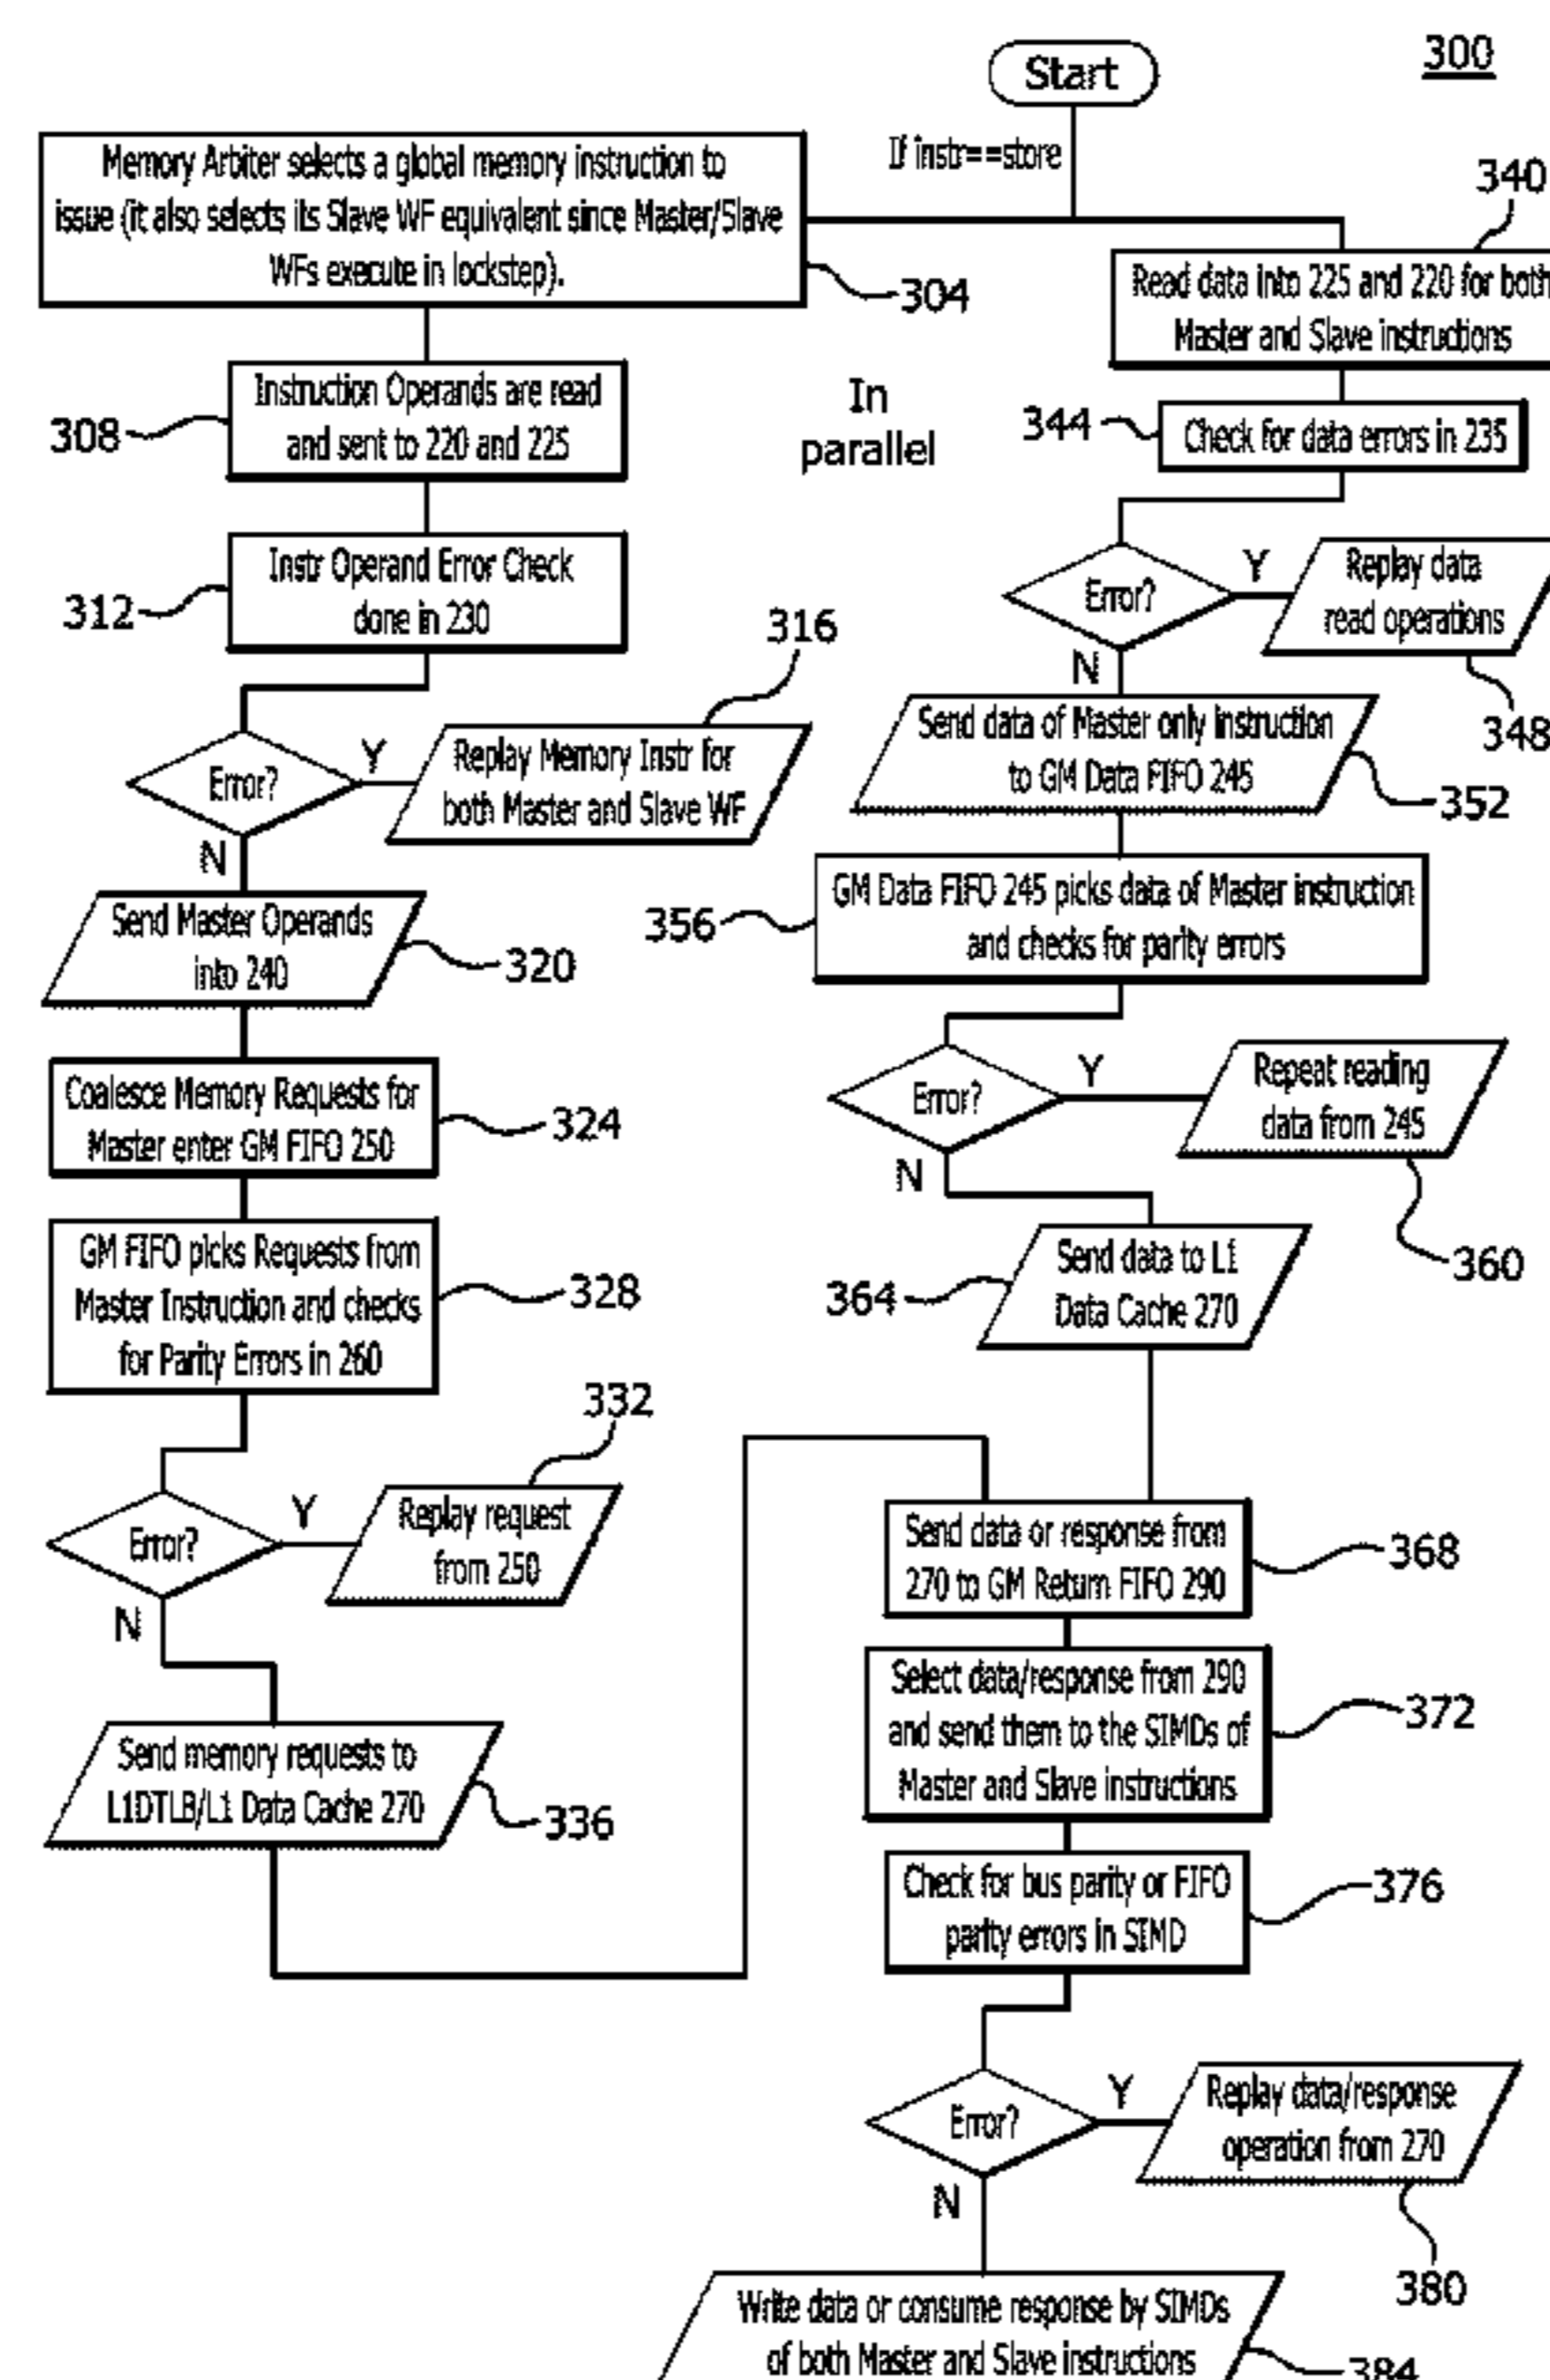 300
Start
If instr==store
Memory Arbiter selects a global memory instruction to
issue (it also selects its Slave WF equivalent since Master/Slave
WFs execute in lockstep).
304
Instruction Operands are read
and sent to 220 and 225
308
Instr Operand Error Check
done in 230
312
Error?
Y
N
316
Replay Memory Instr for
both Master and Slave WF
Send Master Operands
into 240
320
Coalesce Memory Requests for
Master enter GM FIFO 250
324
GM FIFO picks Requests from
Master Instruction and checks
for Parity Errors in 260
328
Error?
Y
N
332
Replay request
from 250
Send memory requests to
L1DTLB/L1 Data Cache 270
336
In
parallel
340
Read data into 225 and 220 for both
Master and Slave instructions
344
Check for data errors in 235
Error?
Y
N
Replay data
read operations
348
Send data of Master only instruction
to GM Data FIFO 245
352
GM Data FIFO 245 picks data of Master instruction
and checks for parity errors
356
Error?
Y
N
Repeat reading
data from 245
360
Send data to L1
Data Cache 270
364
Send data or response from
270 to GM Return FIFO 290
368
Select data/response from 290
and send them to the SIMDs of
Master and Slave instructions
372
Check for bus parity or FIFO
parity errors in SIMD
376
Error?
Y
N
Replay data/response
operation from 270
380
Write data or consume response by SIMDs
of both Master and Slave instructions
384